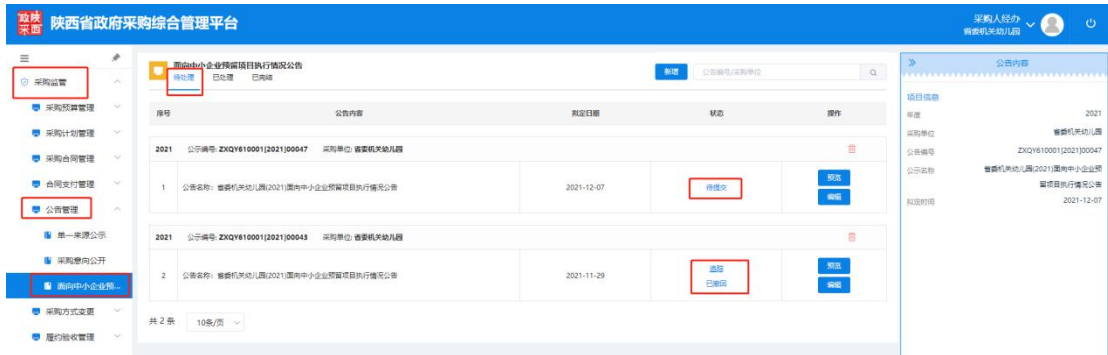 政陕
采西
陕西省政府采购综合管理平台
采购人经办
省委机关幼儿园
采购监管
采购预算管理
采购计划管理
采购合同管理
合同支付管理
公告管理
单一来源公示
采购意向公开
面向中小企业预...
采购方式变更
履约验收管理
面向中小企业预留项目执行情况公告
待处理 已处理 已完结
新增 公告编号/采购单位
序号 公告内容 拟定日期 状态 操作
2021 公示编号: ZXQY610001[2021]00047 采购单位: 省委机关幼儿园
1 公告名称: 省委机关幼儿园(2021)面向中小企业预留项目执行情况公告 2021-12-07 待提交 预览
编辑
2021 公示编号: ZXQY610001[2021]00043 采购单位: 省委机关幼儿园
2 公告名称: 省委机关幼儿园(2021)面向中小企业预留项目执行情况公告 2021-11-29 追踪 预览
已撤回 编辑
共 2 条 10条/页
公告内容
项目信息
年度 2021
采购单位 省委机关幼儿园
公告编号 ZXQY610001[2021]00047
公示名称 省委机关幼儿园(2021)面向中小企业预
留项目执行情况公告
拟定时间 2021-12-07